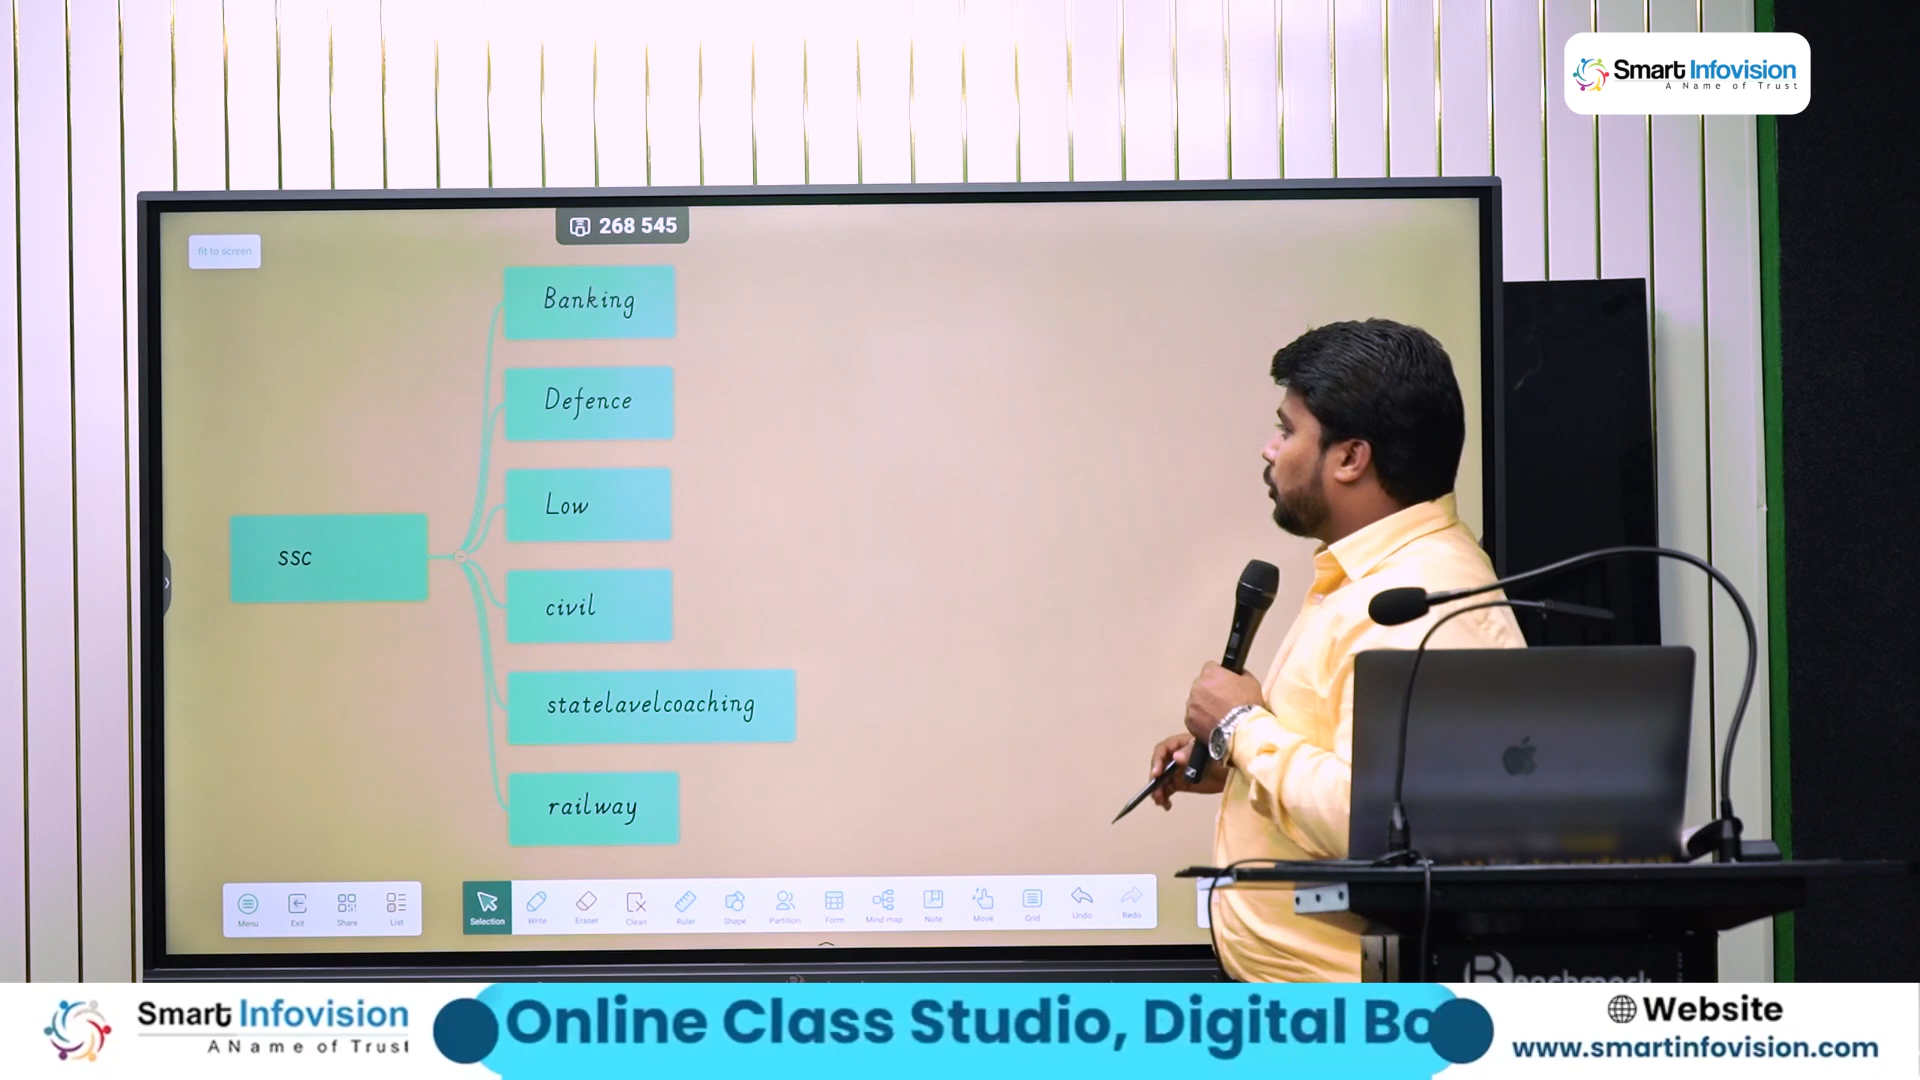 Smart Infovision
A Name of Trust
268 545
fit to screen
Banking
Defence
Low
ssc
civil
statelavelcoaching
railway
Menu
Exit
Share
List
Selection
Write
Eraser
Clean
Ruler
Shape
Partition
Form
Mind map
Note
Move
Grid
Undo
Redo
Benchmark
Smart Infovision
A Name of Trust
Online Class Studio, Digital Bo
Website
www.smartinfovision.com